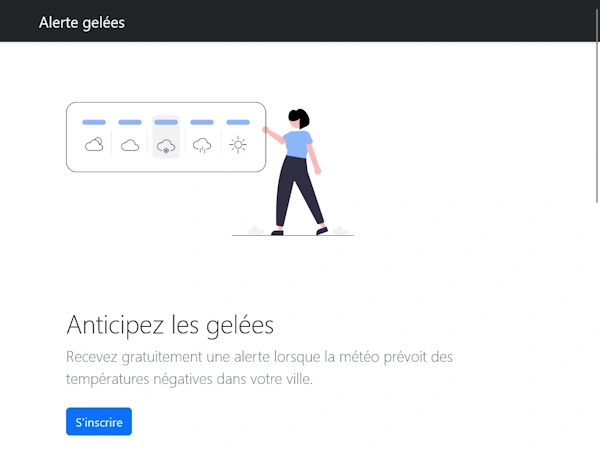 Alerte gelées
Anticipez les gelées
Recevez gratuitement une alerte lorsque la météo prévoit des
températures négatives dans votre ville.
S'inscrire